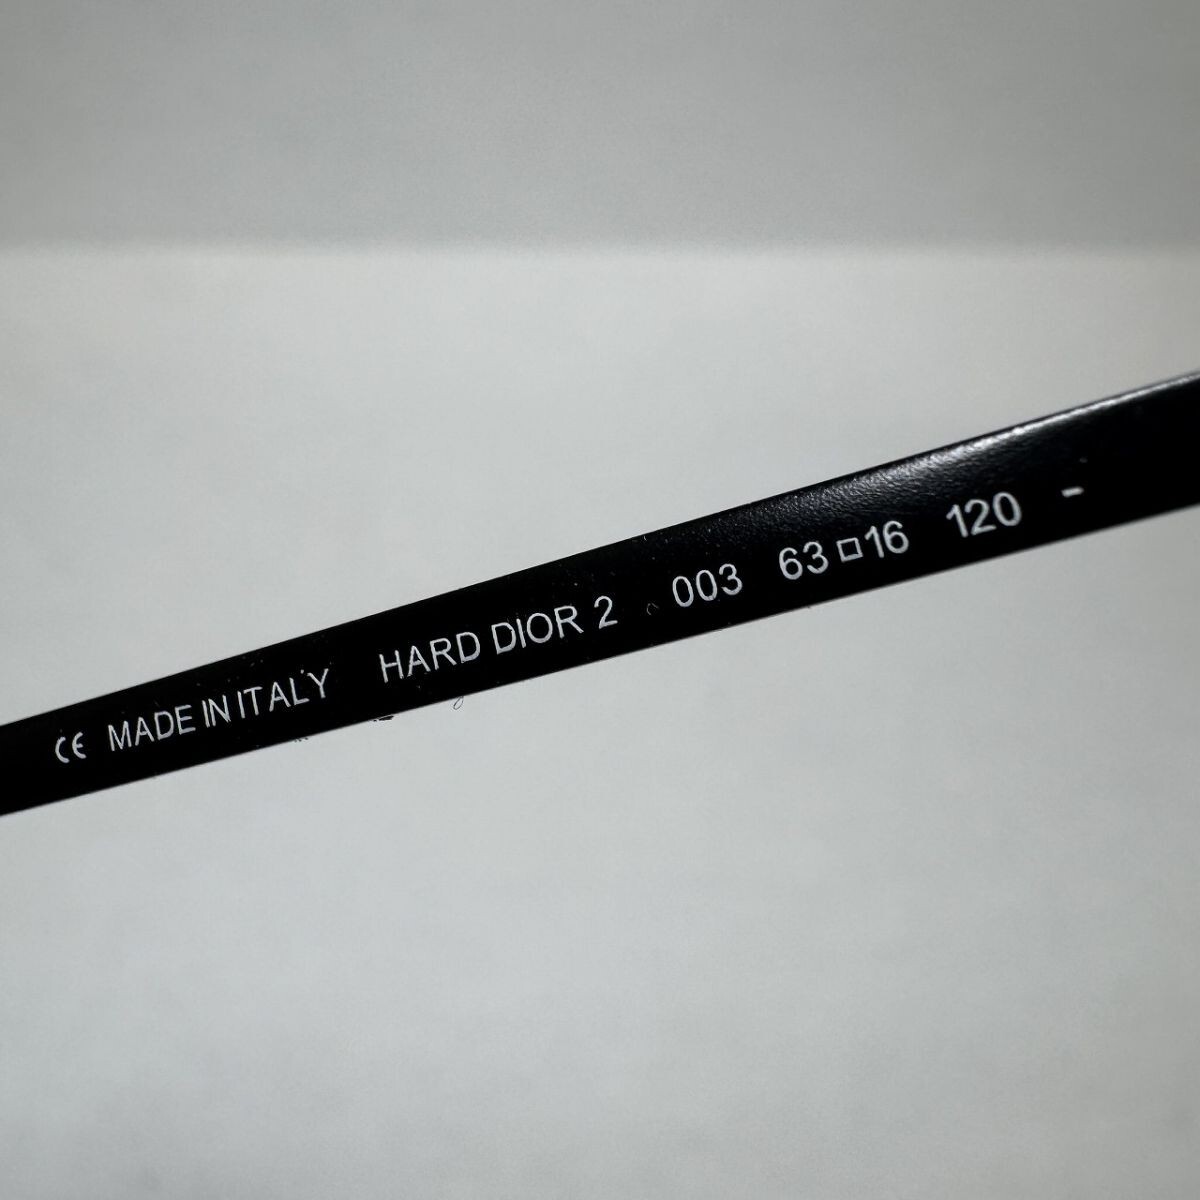 CE MADE IN ITALY HARD DIOR 2 003 63□16 120 -